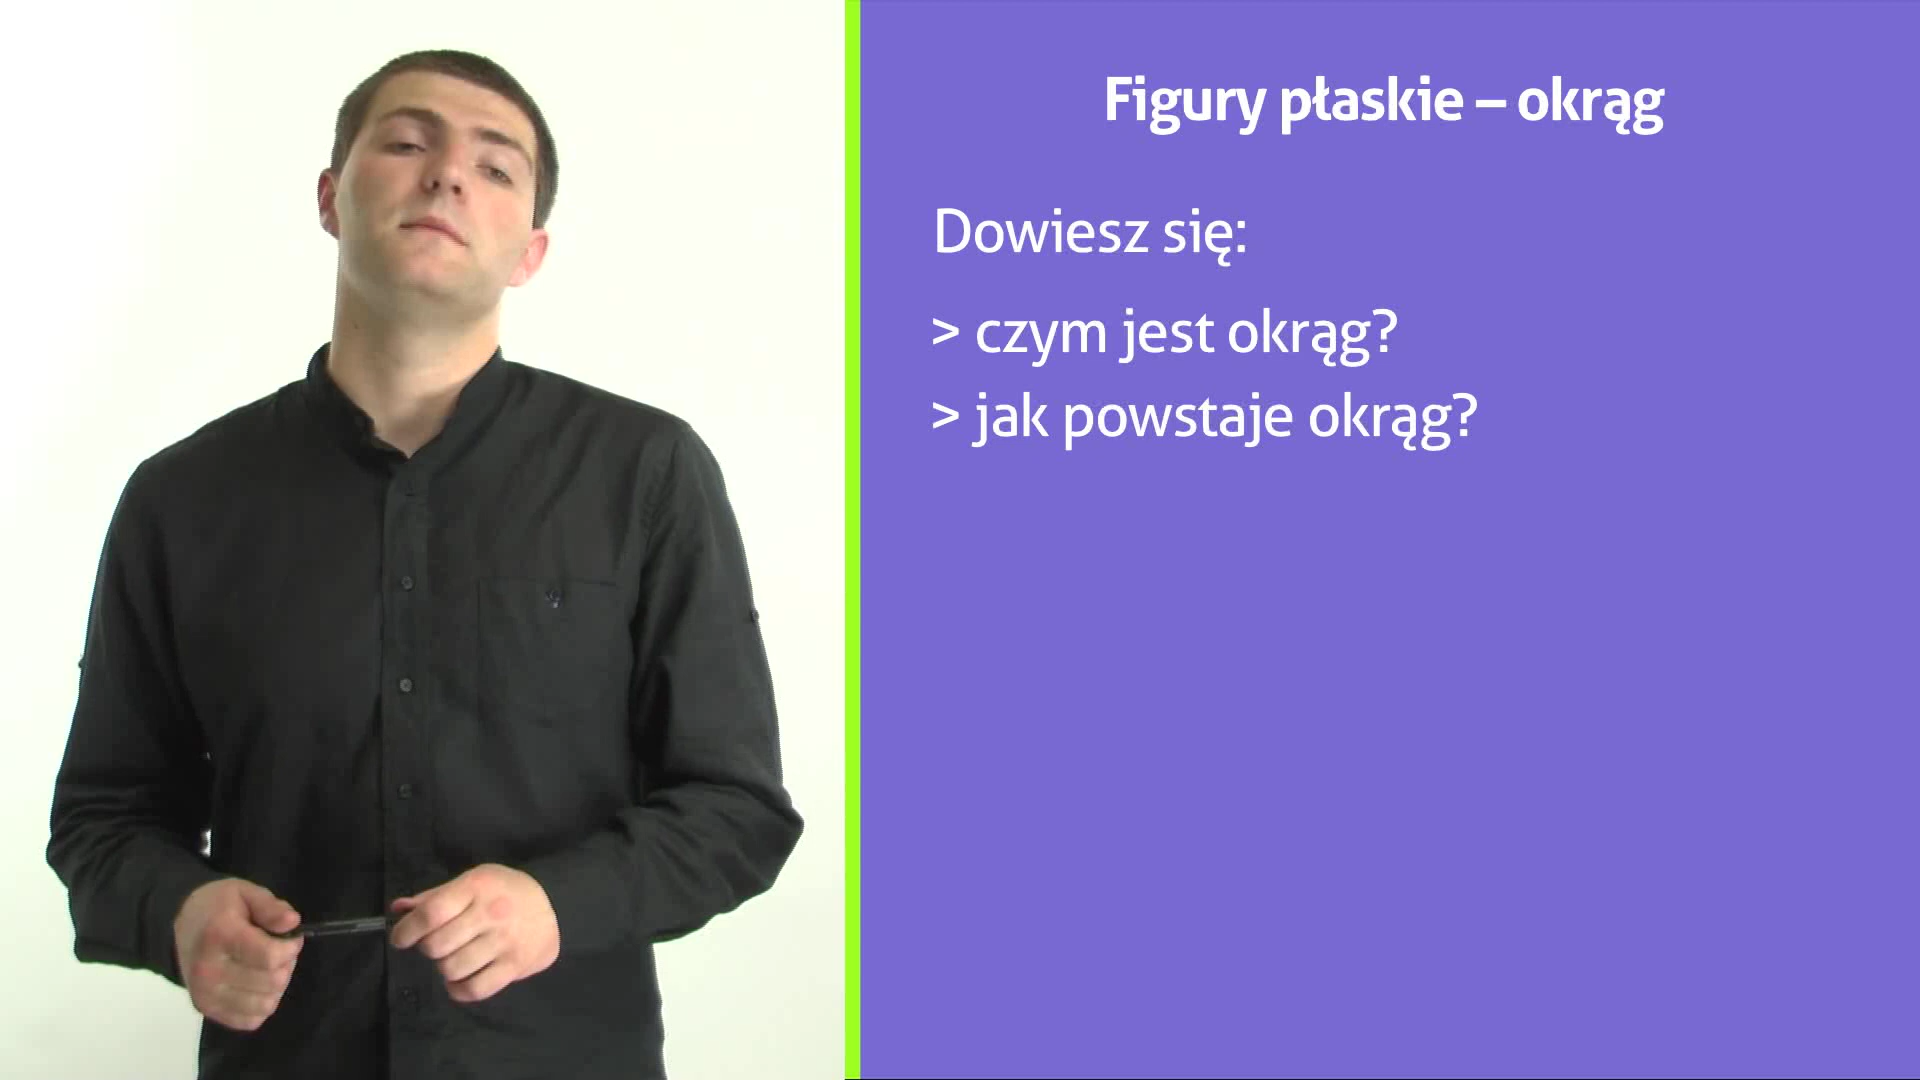 Figury płaskie – okrąg
Dowiesz się:
> czym jest okrąg?
> jak powstaje okrąg?